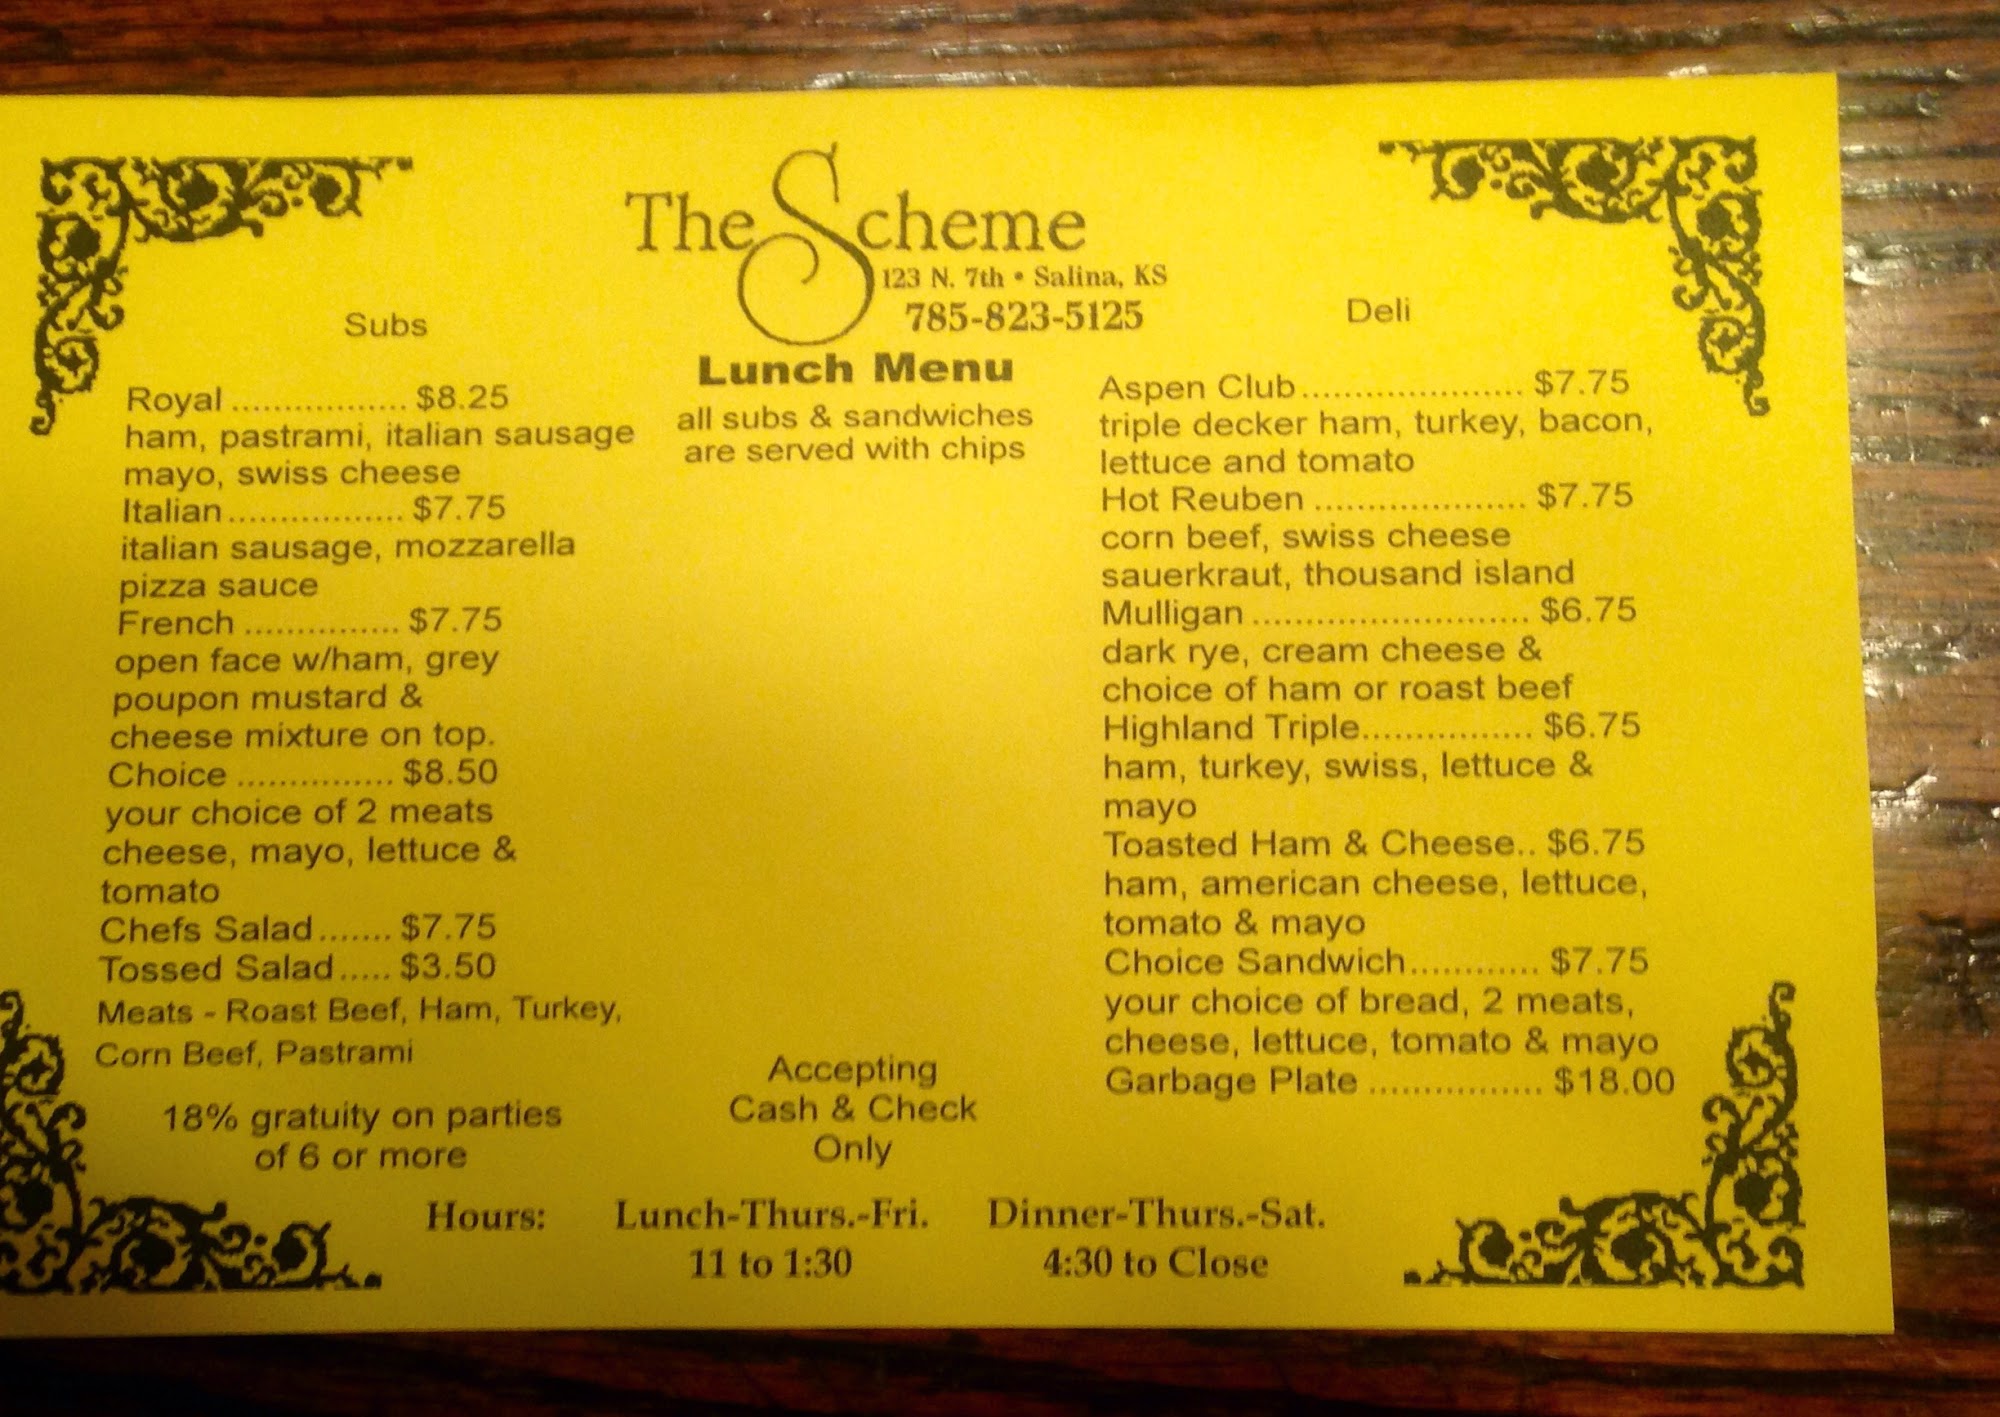 The Scheme
123 N. 7th • Salina, KS
785-823-5125
Lunch Menu
all subs & sandwiches
are served with chips
Subs
Royal ................. $8.25
ham, pastrami, italian sausage
mayo, swiss cheese
Italian ................. $7.75
italian sausage, mozzarella
pizza sauce
French ............... $7.75
open face w/ham, grey
poupon mustard &
cheese mixture on top.
Choice ............... $8.50
your choice of 2 meats
cheese, mayo, lettuce &
tomato
Chefs Salad ....... $7.75
Tossed Salad ..... $3.50
Meats - Roast Beef, Ham, Turkey,
Corn Beef, Pastrami
18% gratuity on parties
of 6 or more
Accepting
Cash & Check
Only
Deli
Aspen Club ..................... $7.75
triple decker ham, turkey, bacon,
lettuce and tomato
Hot Reuben .................... $7.75
corn beef, swiss cheese
sauerkraut, thousand island
Mulligan .......................... $6.75
dark rye, cream cheese &
choice of ham or roast beef
Highland Triple................ $6.75
ham, turkey, swiss, lettuce &
mayo
Toasted Ham & Cheese.. $6.75
ham, american cheese, lettuce,
tomato & mayo
Choice Sandwich............ $7.75
your choice of bread, 2 meats,
cheese, lettuce, tomato & mayo
Garbage Plate ................ $18.00
Hours: Lunch-Thurs.-Fri. Dinner-Thurs.-Sat.
11 to 1:30 4:30 to Close